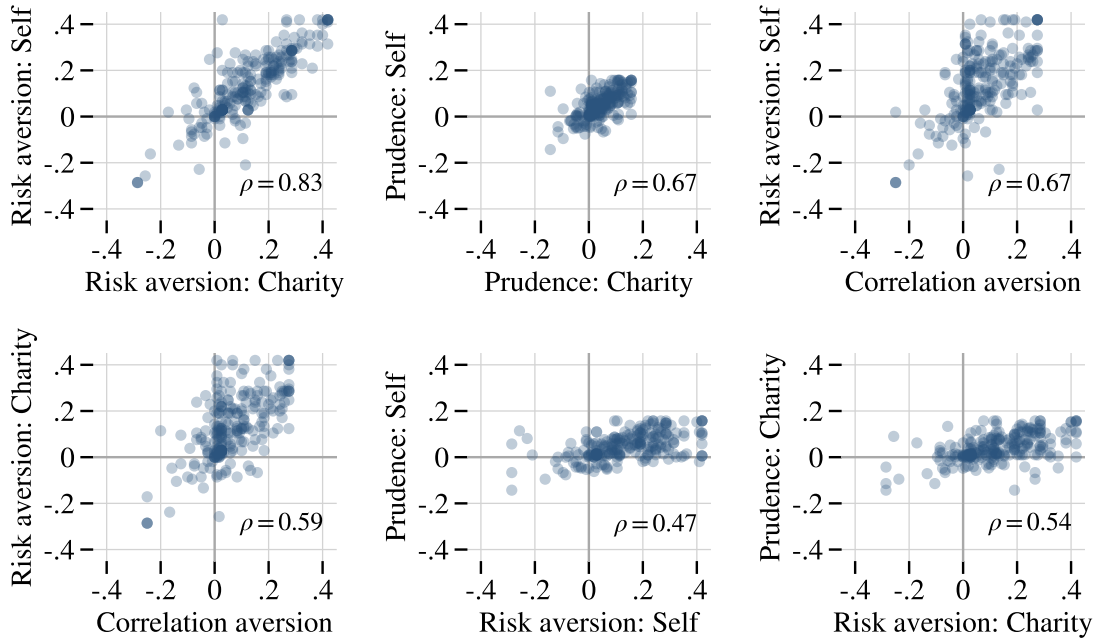 Risk aversion: Self
.4
.2
0
-.2
-.4
ρ = 0.83
-.4 -.2 0 .2 .4
Risk aversion: Charity
Prudence: Self
.4
.2
0
-.2
-.4
ρ = 0.67
-.4 -.2 0 .2 .4
Prudence: Charity
Risk aversion: Self
.4
.2
0
-.2
-.4
ρ = 0.67
-.4 -.2 0 .2 .4
Correlation aversion
Risk aversion: Charity
.4
.2
0
-.2
-.4
ρ = 0.59
-.4 -.2 0 .2 .4
Correlation aversion
Prudence: Self
.4
.2
0
-.2
-.4
ρ = 0.47
-.4 -.2 0 .2 .4
Risk aversion: Self
Prudence: Charity
.4
.2
0
-.2
-.4
ρ = 0.54
-.4 -.2 0 .2 .4
Risk aversion: Charity